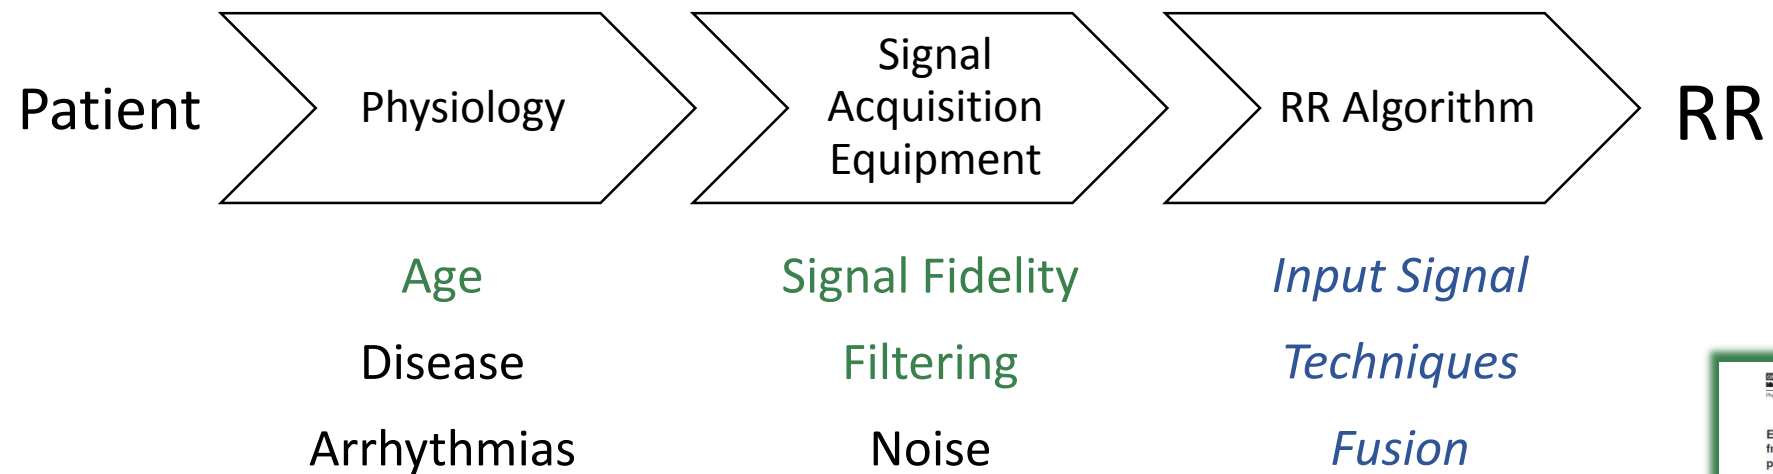 Patient
Physiology
Signal
Acquisition
Equipment
RR Algorithm
RR
Age
Signal Fidelity
Input Signal
Disease
Filtering
Techniques
Arrhythmias
Noise
Fusion